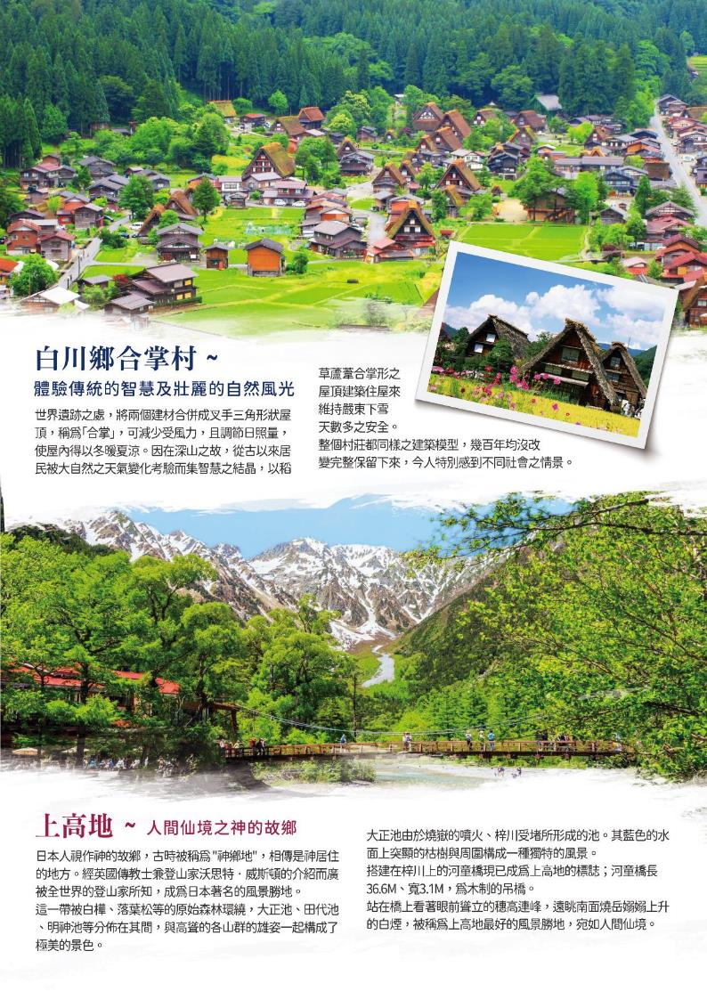 白川鄉合掌村 ~
體驗傳統的智慧及壯麗的自然風光
世界遺跡之處，將兩個建材合併成叉手三角形狀屋
頂，稱爲「合掌」，可減少受風力，且調節日照量，
使屋內得以冬暖夏涼。因在深山之故，從古以來居
民被大自然之天氣變化考驗而集智慧之結晶，以稻
草蘆葦合掌形之
屋頂建築住屋來
維持嚴東下雪
天數多之安全。
整個村莊都同樣之建築模型，幾百年均沒改
變完整保留下來，今人特別感到不同社會之情景。
上高地 ~ 人間仙境之神的故鄉
日本人視作神的故鄉，古時被稱爲"神鄉地"，相傳是神居住
的地方。經英國傳教士兼登山家沃思特．威斯頓的介紹而廣
被全世界的登山家所知，成爲日本著名的風景勝地。
這一帶被白樺、落葉松等的原始森林環繞，大正池、田代池
、明神池等分佈在其間，與高聳的各山群的雄姿一起構成了
極美的景色。
大正池由於燒嶽的噴火、梓川受堵所形成的池。其藍色的水
面上突顯的枯樹與周圍構成一種獨特的風景。
搭建在梓川上的河童橋現已成爲上高地的標誌；河童橋長
36.6M、寬3.1M，爲木制的吊橋。
站在橋上看著眼前聳立的穗高連峰，遠眺南面燒岳嫋嫋上升
的白煙，被稱爲上高地最好的風景勝地，宛如人間仙境。